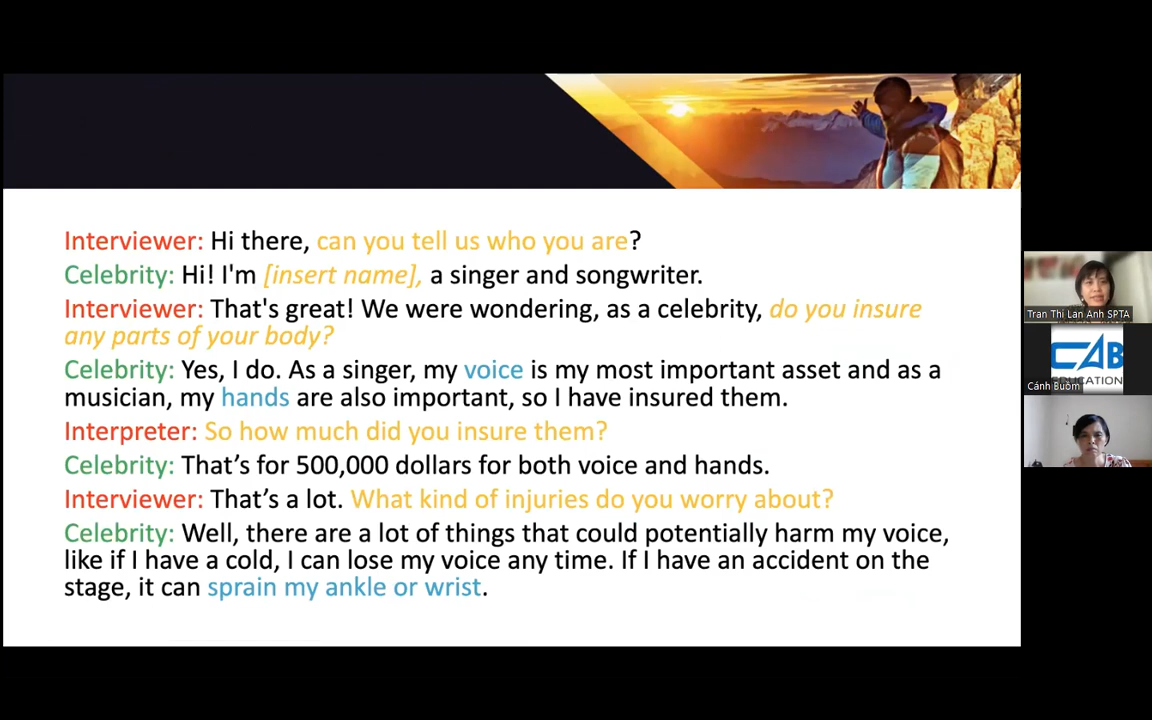 Interviewer: Hi there, can you tell us who you are?
Celebrity: Hi! I'm [insert name], a singer and songwriter.
Interviewer: That's great! We were wondering, as a celebrity, do you insure
any parts of your body?
Celebrity: Yes, I do. As a singer, my voice is my most important asset and as a
musician, my hands are also important, so I have insured them.
Interpreter: So how much did you insure them?
Celebrity: That’s for 500,000 dollars for both voice and hands.
Interviewer: That’s a lot. What kind of injuries do you worry about?
Celebrity: Well, there are a lot of things that could potentially harm my voice,
like if I have a cold, I can lose my voice any time. If I have an accident on the
stage, it can sprain my ankle or wrist.
Tran Thi Lan Anh SPTA
CAB
EDUCATION
Cánh Buồm